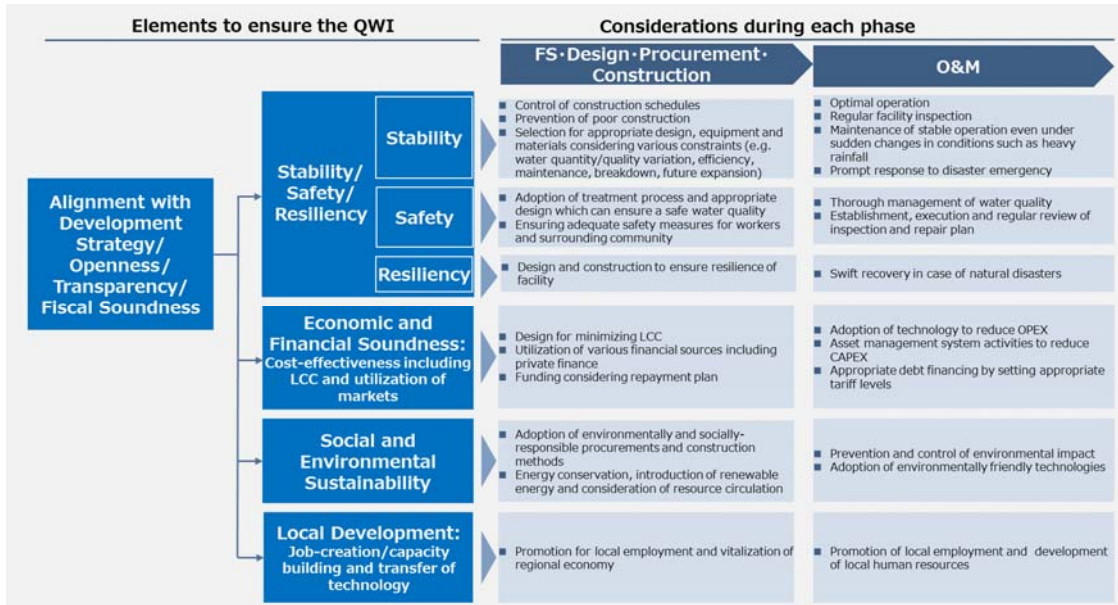 Elements to ensure the QWI
Considerations during each phase
FS・Design・Procurement・
Construction
O&M
Alignment with
Development
Strategy/
Openness/
Transparency/
Fiscal Soundness
Stability/
Safety/
Resiliency
Stability
■ Control of construction schedules
■ Prevention of poor construction
■ Selection for appropriate design, equipment and
materials considering various constraints (e.g.
water quantity/quality variation, efficiency,
maintenance, breakdown, future expansion)
■ Optimal operation
■ Regular facility inspection
■ Maintenance of stable operation even under
sudden changes in conditions such as heavy
rainfall
■ Prompt response to disaster emergency
Safety
■ Adoption of treatment process and appropriate
design which can ensure a safe water quality
■ Ensuring adequate safety measures for workers
and surrounding community
■ Thorough management of water quality
■ Establishment, execution and regular review of
inspection and repair plan
Resiliency
■ Design and construction to ensure resilience of
facility
■ Swift recovery in case of natural disasters
Economic and
Financial Soundness:
Cost-effectiveness including
LCC and utilization of
markets
■ Design for minimizing LCC
■ Utilization of various financial sources including
private finance
■ Funding considering repayment plan
■ Adoption of technology to reduce OPEX
■ Asset management system activities to reduce
CAPEX
■ Appropriate debt financing by setting appropriate
tariff levels
Social and
Environmental
Sustainability
■ Adoption of environmentally and socially-
responsible procurements and construction
methods
■ Energy conservation, introduction of renewable
energy and consideration of resource circulation
■ Prevention and control of environmental impact
■ Adoption of environmentally friendly technologies
Local Development:
Job-creation/capacity
building and transfer of
technology
■ Promotion for local employment and vitalization of
regional economy
■ Promotion of local employment and development
of local human resources